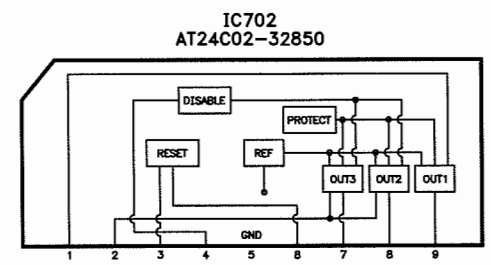 IC702
AT24C02-32850
DISABLE
PROTECT
RESET
REF
OUT3
OUT2
OUT1
GND
1 2 3 4 5 6 7 8 9